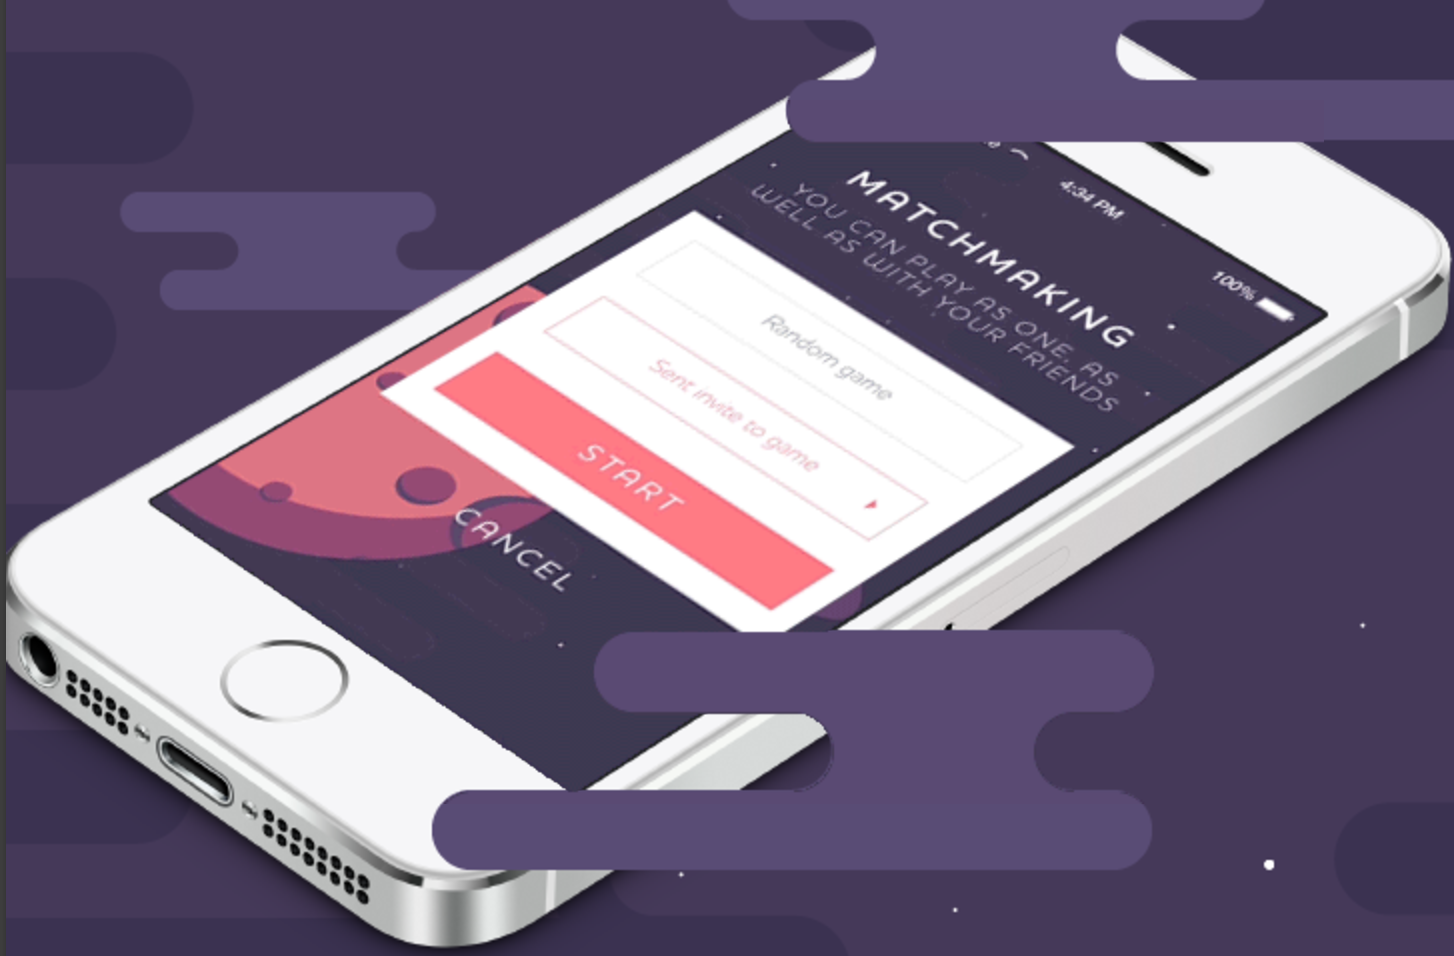 4:34 PM
100%
MATCHMAKING
YOU CAN PLAY AS ONE, AS
WELL AS WITH YOUR FRIENDS
Random game
Sent invite to game
START
CANCEL